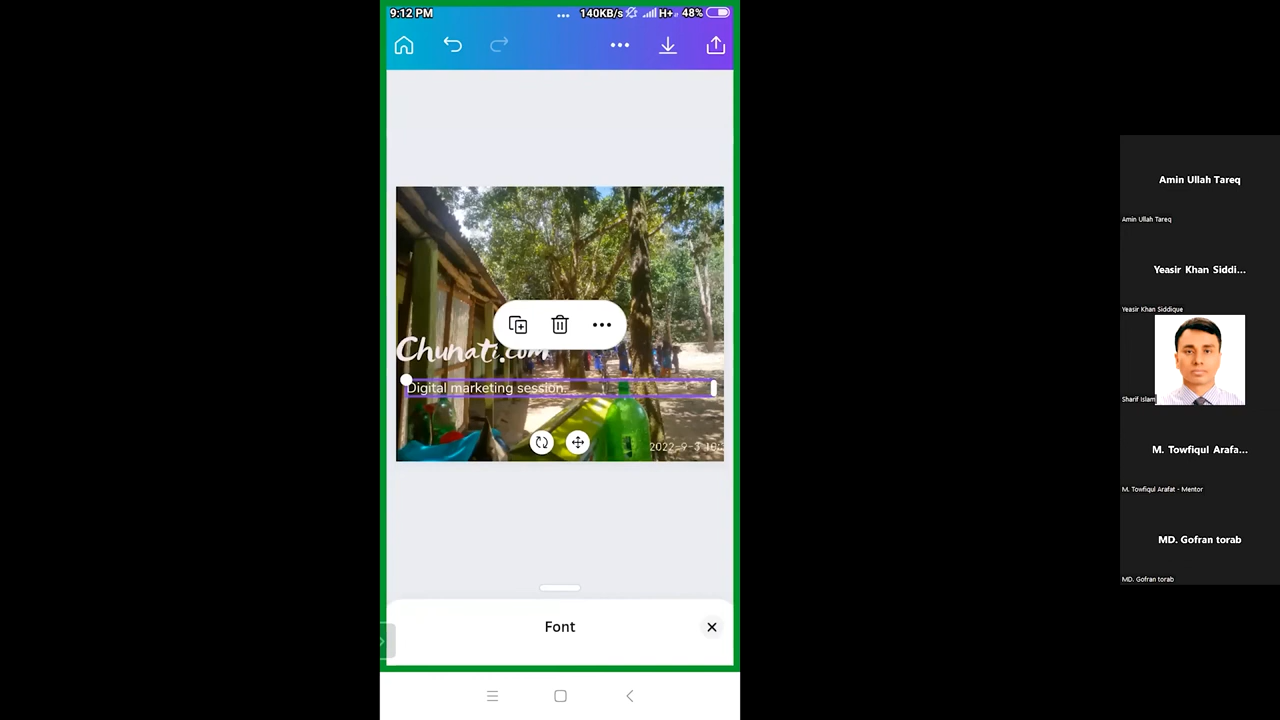 9:12 PM
140KB/s H+ 48%
Chunati.com
Digital marketing session.
Font
Amin Ullah Tareq
Amin Ullah Tareq
Yeasir Khan Siddi...
Yeasir Khan Siddique
Sharif Islam
M. Towfiqul Arafa...
M. Towfiqul Arafat - Mentor
MD. Gofran torab
MD. Gofran torab